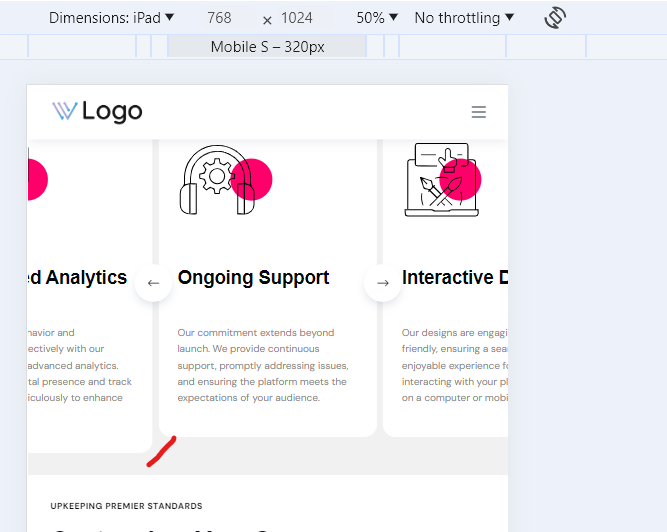 Dimensions: iPad ▼ 768 × 1024 50% ▼ No throttling ▼
Mobile S – 320px
Logo
ed Analytics
Ongoing Support
Interactive D
avior and
ectively with our
advanced analytics.
tal presence and track
iculously to enhance
Our commitment extends beyond
launch. We provide continuous
support, promptly addressing issues,
and ensuring the platform meets the
expectations of your audience.
Our designs are engagi
friendly, ensuring a sea
enjoyable experience fo
interacting with your pl
on a computer or mobi
UPKEEPING PREMIER STANDARDS